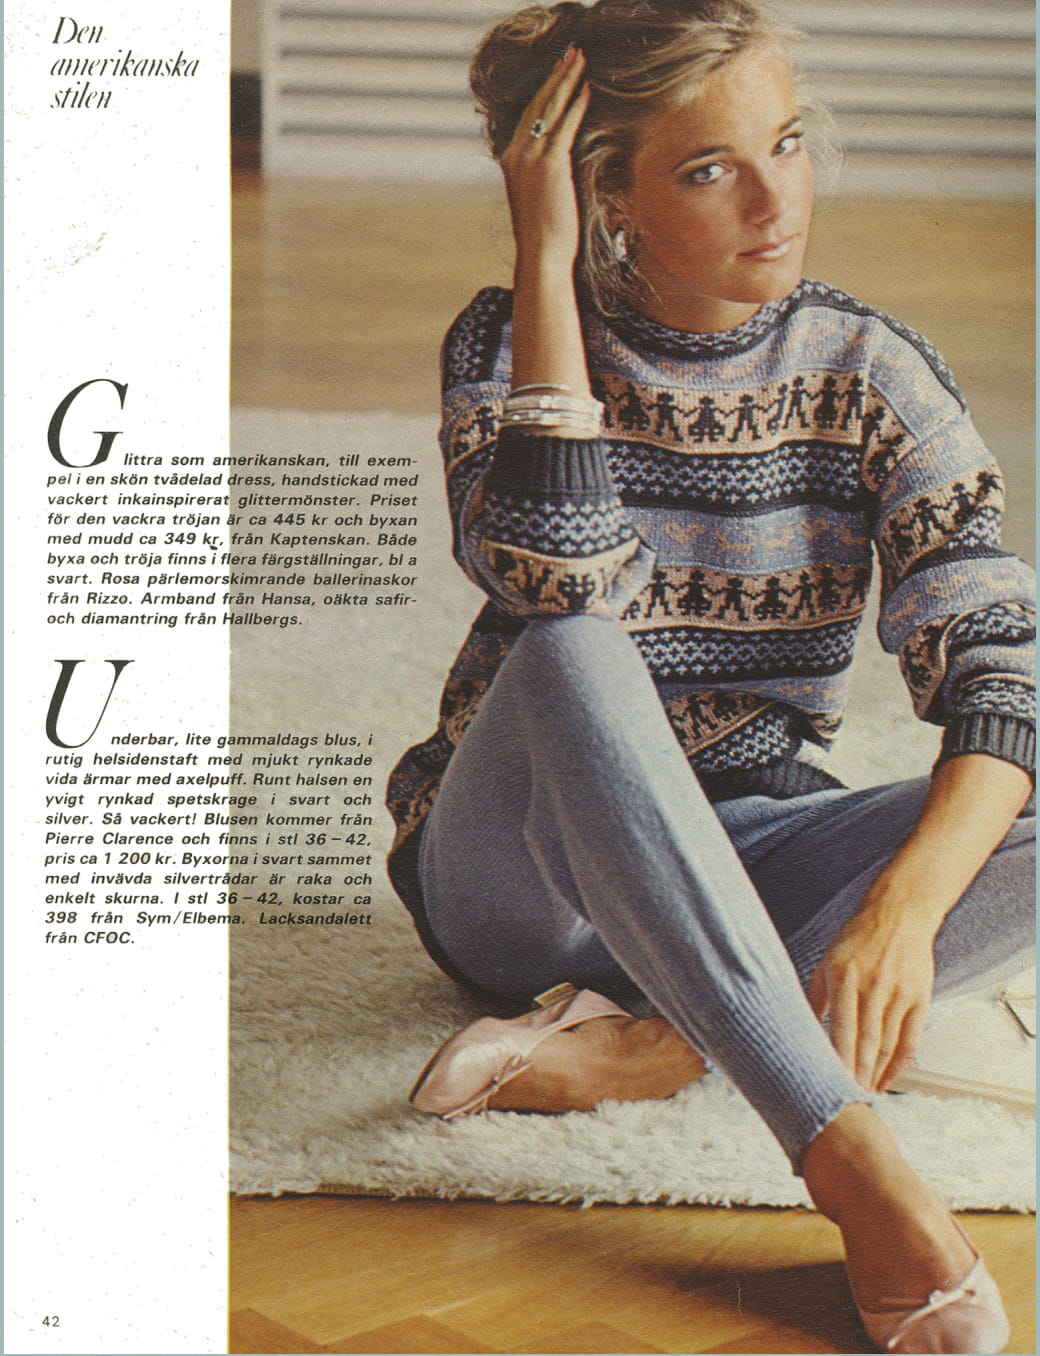 Den
amerikanska
stilen
Glittra som amerikanskan, till exem-
pel i en skön tvådelad dress, handstickad med
vackert inkainspirerat glittermönster. Priset
för den vackra tröjan är ca 445 kr och byxan
med mudd ca 349 kr, från Kaptenskan. Både
byxa och tröja finns i flera färgställningar, bl a
svart. Rosa pärlemorskimrande ballerinaskor
från Rizzo. Armband från Hansa, oäkta safir-
och diamantring från Hallbergs.
Underbar, lite gammaldags blus, i
rutig helsidenstaft med mjukt rynkade
vida ärmar med axelpuff. Runt halsen en
yvigt rynkad spetskrage i svart och
silver. Så vackert! Blusen kommer från
Pierre Clarence och finns i stl 36 – 42,
pris ca 1 200 kr. Byxorna i svart sammet
med invävda silvertrådar är raka och
enkelt skurna. I stl 36 – 42, kostar ca
398 från Sym/Elbema. Lacksandalett
från CFOC.
42